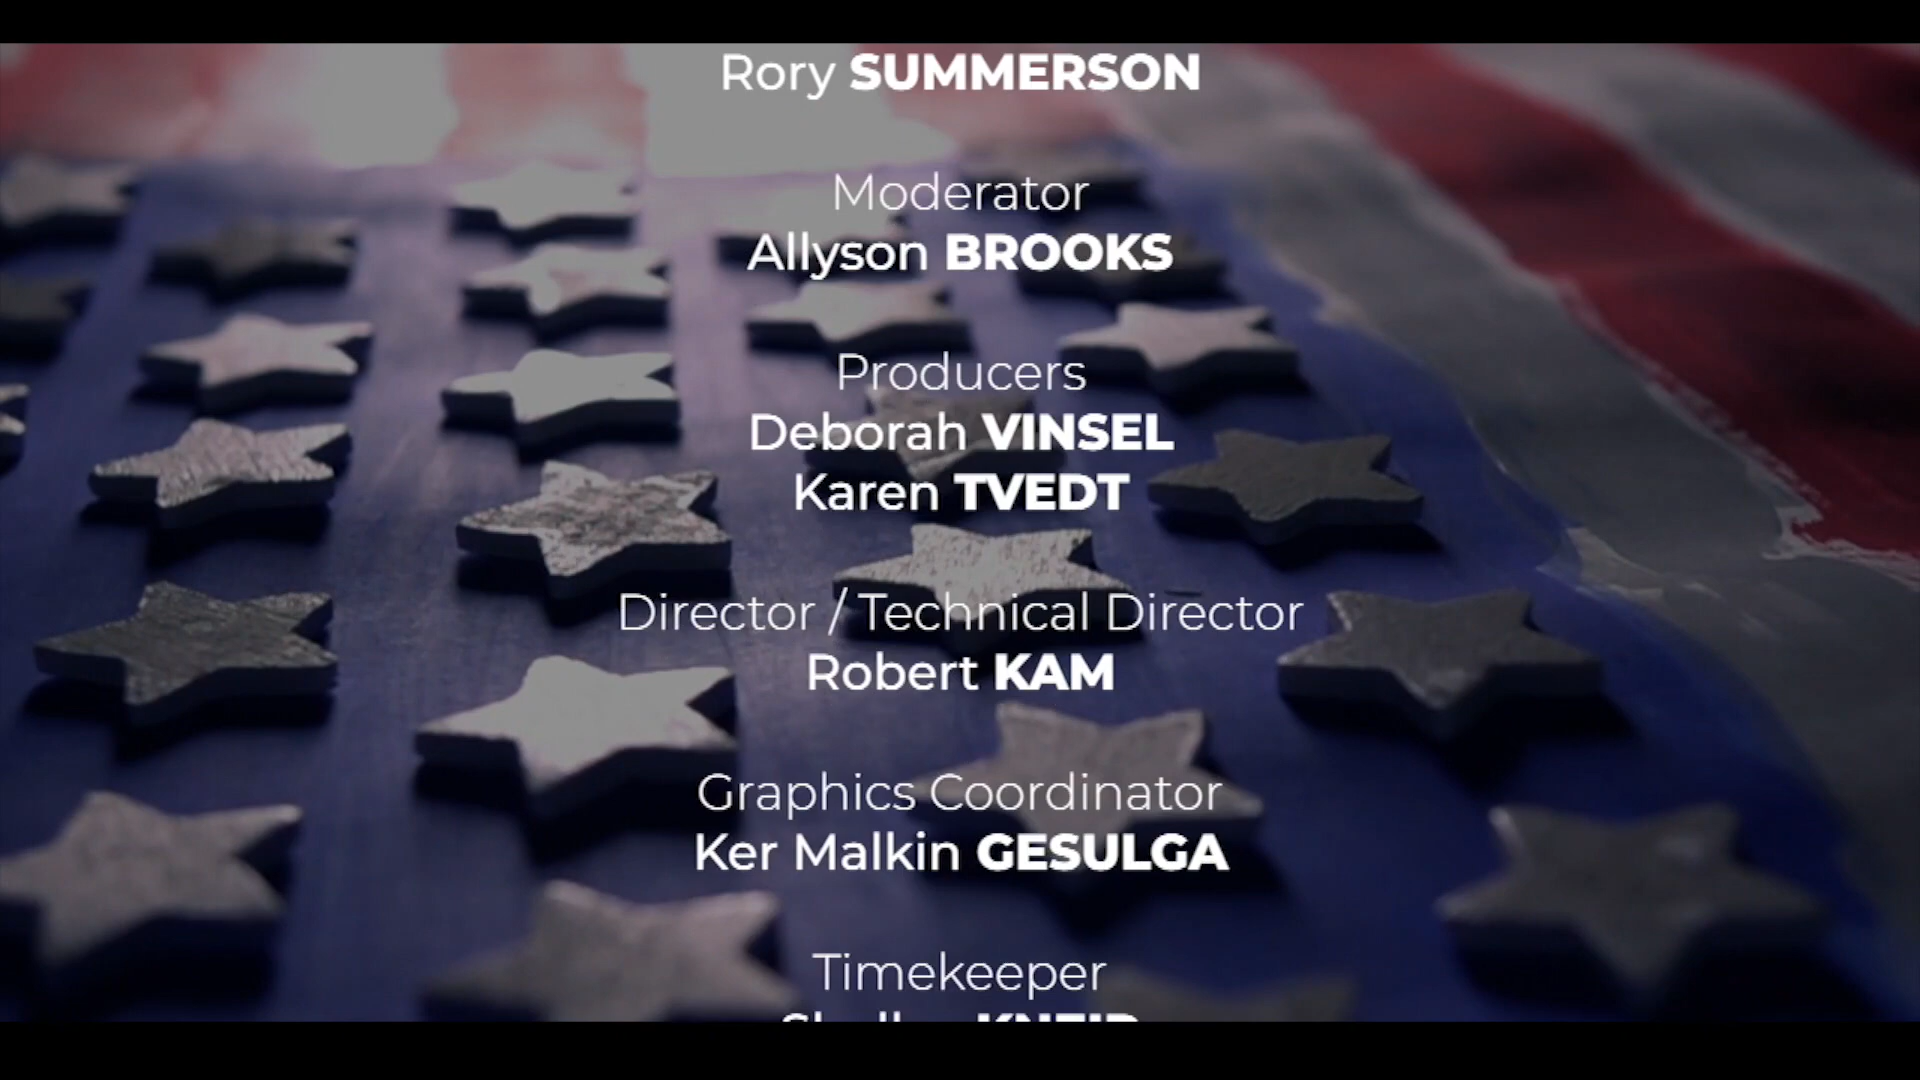 Rory SUMMERSON
Moderator
Allyson BROOKS
Producers
Deborah VINSEL
Karen TVEDT
Director / Technical Director
Robert KAM
Graphics Coordinator
Ker Malkin GESULGA
Timekeeper